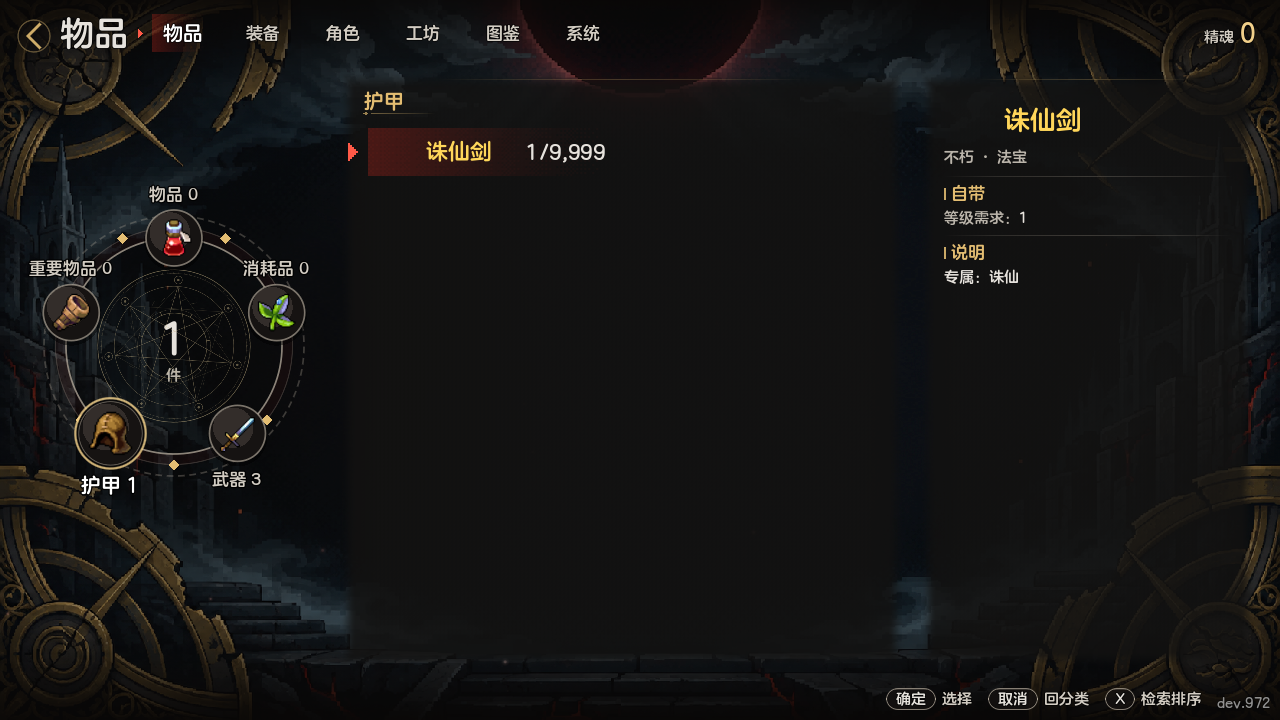 物品
物品 装备 角色 工坊 图鉴 系统
精魂 0
护甲
诛仙剑 1/9,999
物品 0
重要物品 0
消耗品 0
1
件
护甲 1
武器 3
诛仙剑
不朽 · 法宝
自带
等级需求：1
说明
专属：诛仙
确定 选择 取消 回分类 X 检索排序
dev.972